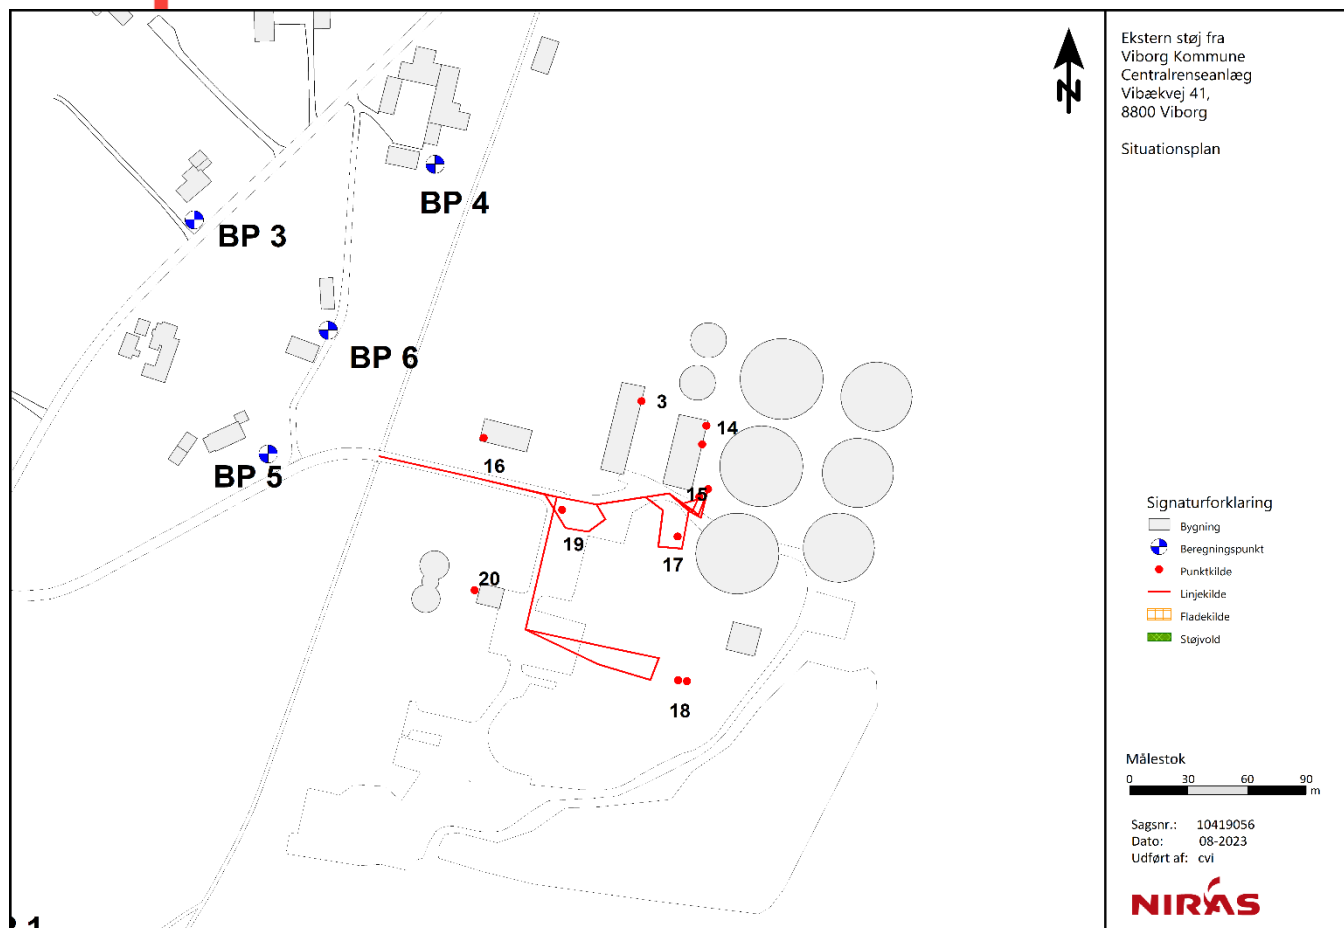 Ekstern støj fra
Viborg Kommune
Centralrenseanlæg
Vibækvej 41,
8800 Viborg
Situationsplan
N
BP 4
BP 3
BP 6
BP 5
3
14
16
15
19
17
20
18
Signaturforklaring
Bygning
Beregningspunkt
Punktkilde
Linjekilde
Fladekilde
Støjvold
Målestok
0 30 60 90
m
Sagsnr.: 10419056
Dato: 08-2023
Udført af: cvi
NIRAS